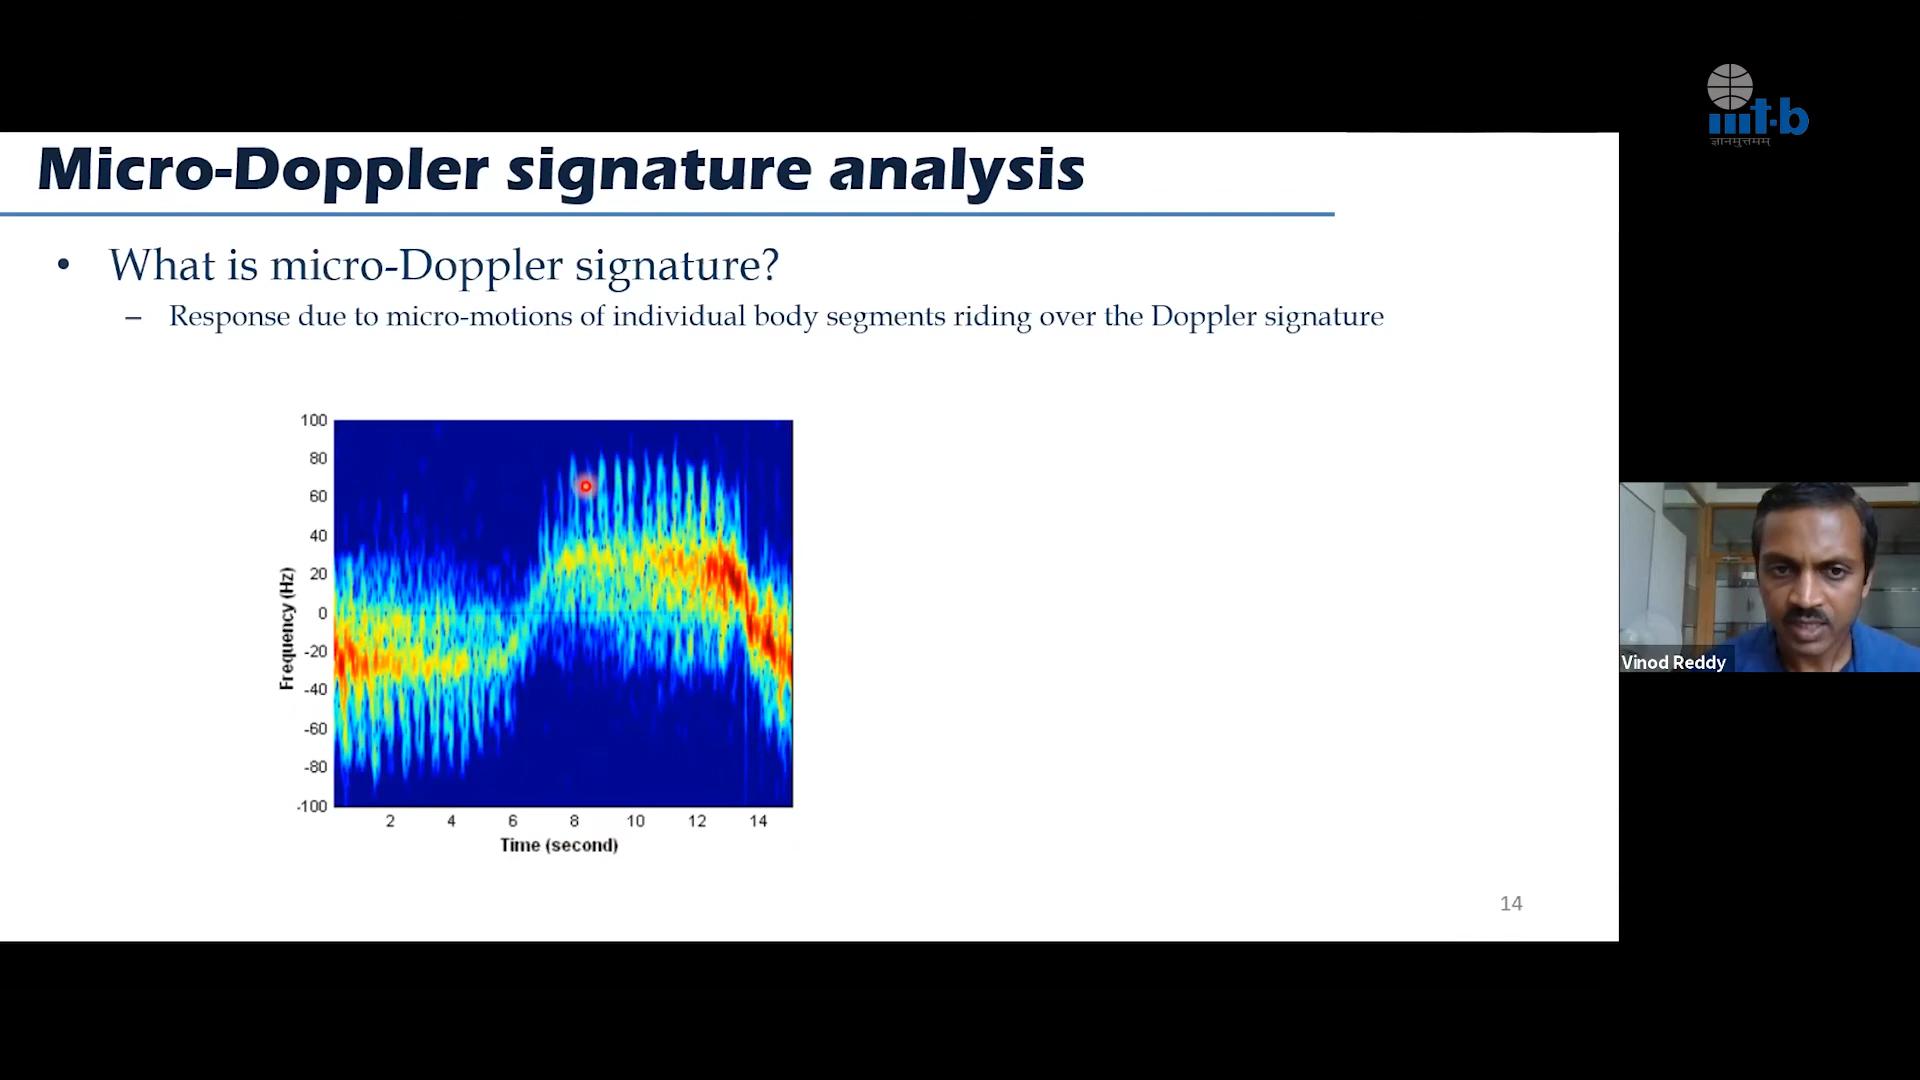 iiit-b
ज्ञानमुत्तमम्
Micro-Doppler signature analysis
• What is micro-Doppler signature?
– Response due to micro-motions of individual body segments riding over the Doppler signature
100
80
60
40
20
0
-20
-40
-60
-80
-100
Frequency (Hz)
2 4 6 8 10 12 14
Time (second)
14
Vinod Reddy